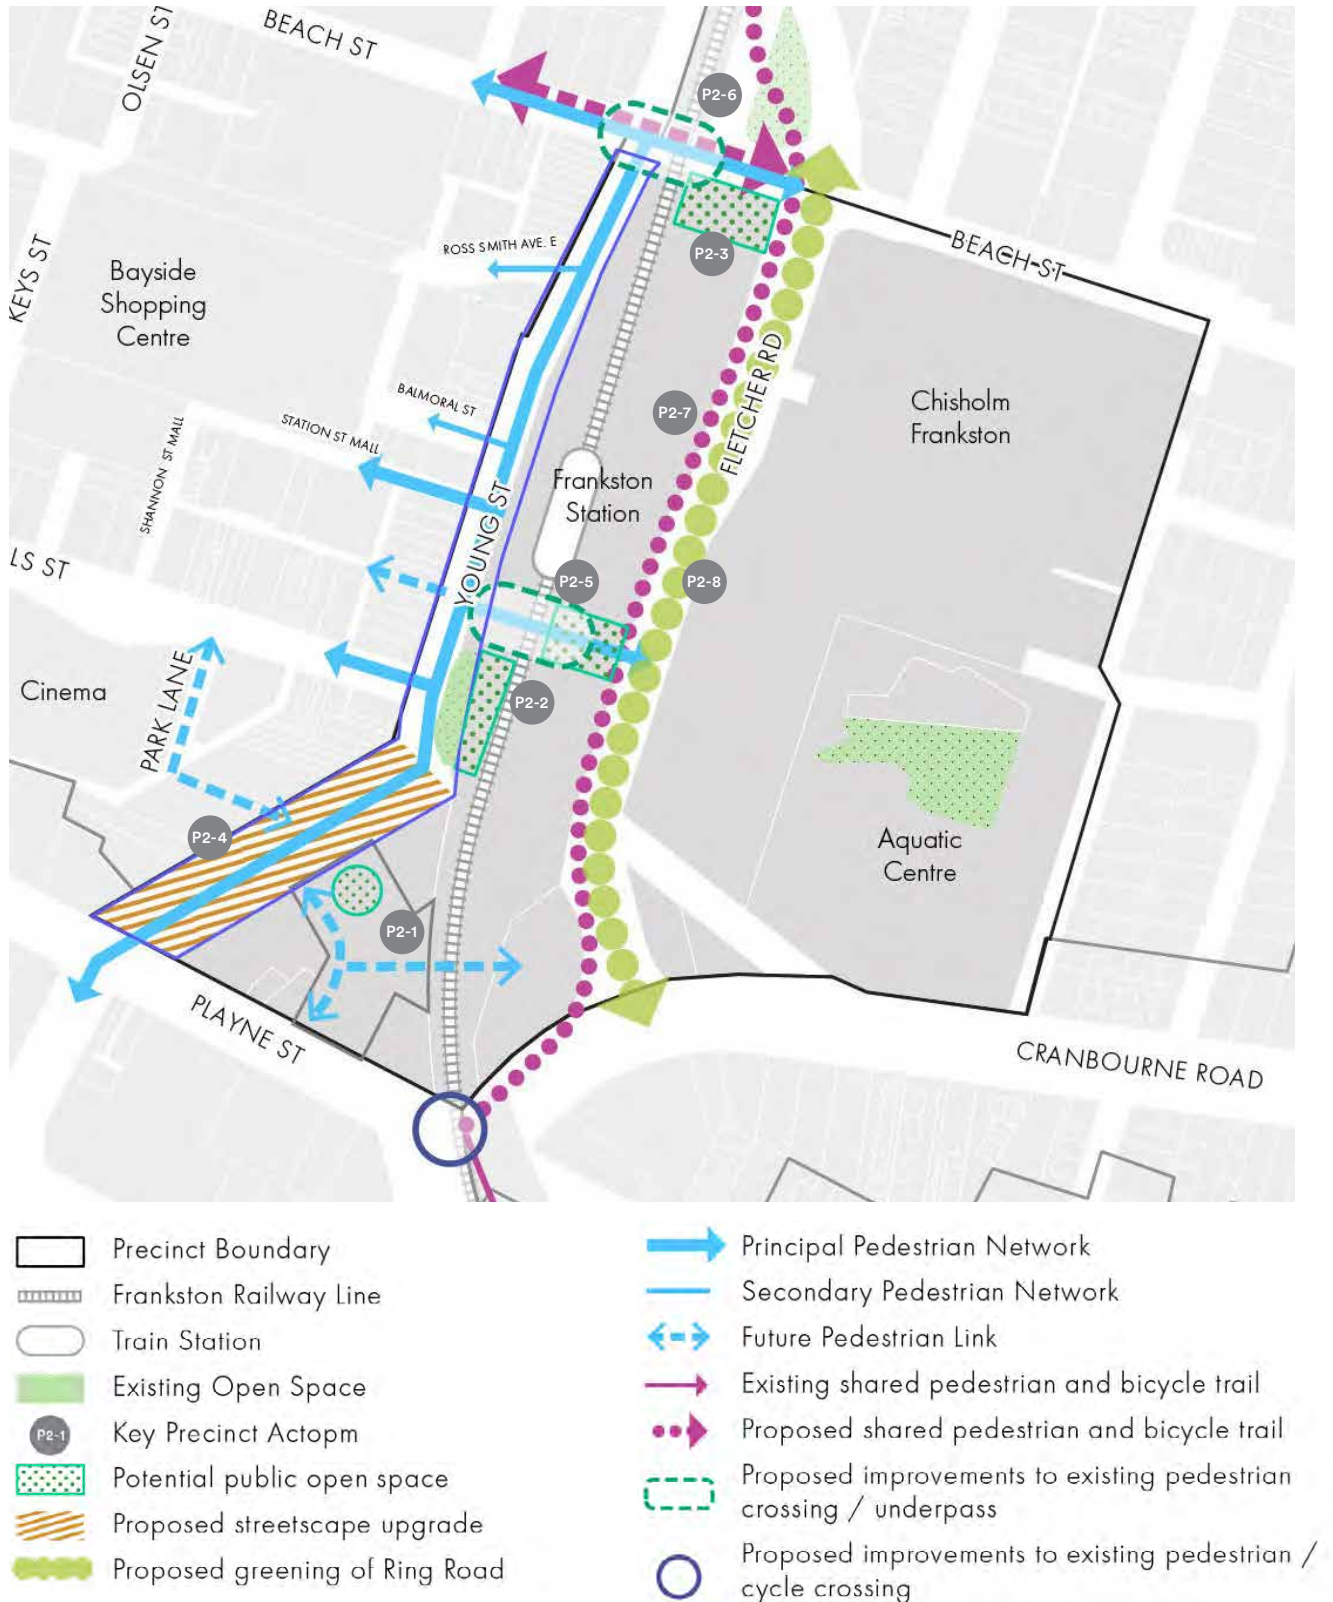 BEACH ST
OLSEN ST
P2-6
KEYS ST
ROSS SMITH AVE. E
Bayside
Shopping
Centre
P2-3
BEACH ST
FLETCHER RD
P2-7
Chisholm
Frankston
BALMORAL ST
STATION ST MALL
SHANNON ST MALL
Frankston
Station
YOUNG ST
LS ST
P2-5
P2-8
Cinema
PARK LANE
P2-2
P2-4
Aquatic
Centre
P2-1
PLAYNE ST
CRANBOURNE ROAD
Precinct Boundary
Frankston Railway Line
Train Station
Existing Open Space
P2-1
Key Precinct Actopm
Potential public open space
Proposed streetscape upgrade
Proposed greening of Ring Road
Principal Pedestrian Network
Secondary Pedestrian Network
Future Pedestrian Link
Existing shared pedestrian and bicycle trail
Proposed shared pedestrian and bicycle trail
Proposed improvements to existing pedestrian
crossing / underpass
Proposed improvements to existing pedestrian /
cycle crossing